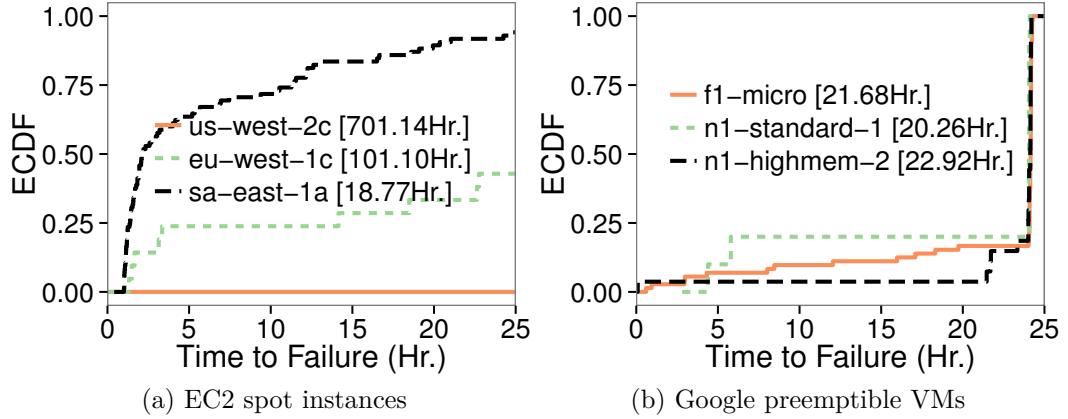 ECDF
1.00
0.75
0.50
0.25
0.00
us−west−2c [701.14Hr.]
eu−west−1c [101.10Hr.]
sa−east−1a [18.77Hr.]
0 5 10 15 20 25
Time to Failure (Hr.)
(a) EC2 spot instances
ECDF
1.00
0.75
0.50
0.25
0.00
f1−micro [21.68Hr.]
n1−standard−1 [20.26Hr.]
n1−highmem−2 [22.92Hr.]
0 5 10 15 20 25
Time to Failure (Hr.)
(b) Google preemptible VMs